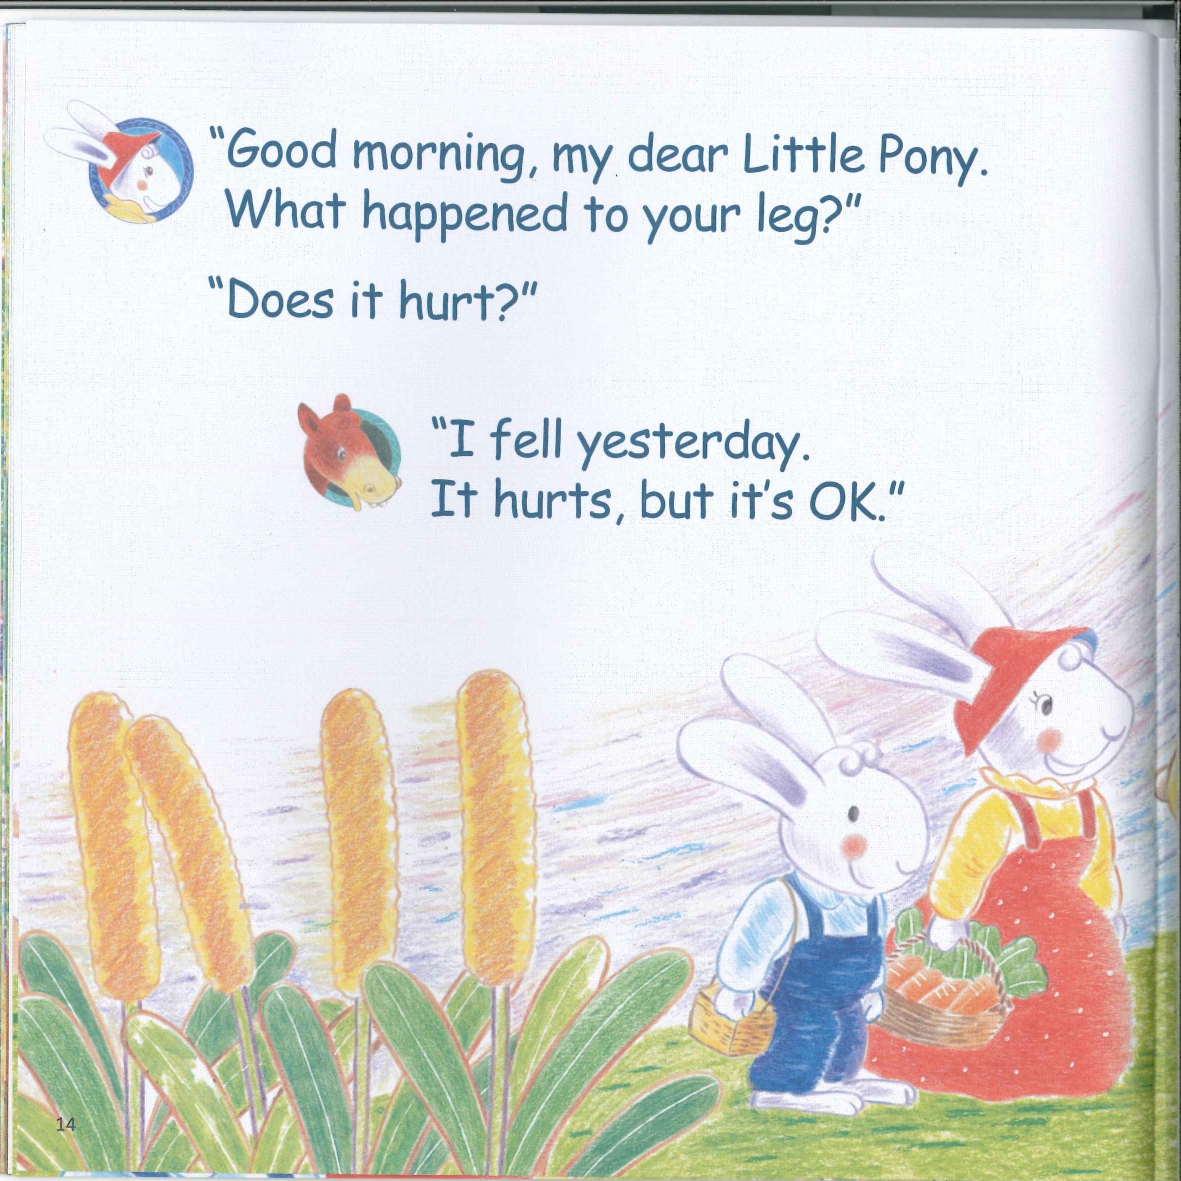 “Good morning, my dear Little Pony.
What happened to your leg?”
“Does it hurt?”
“I fell yesterday.
It hurts, but it’s OK.”
14